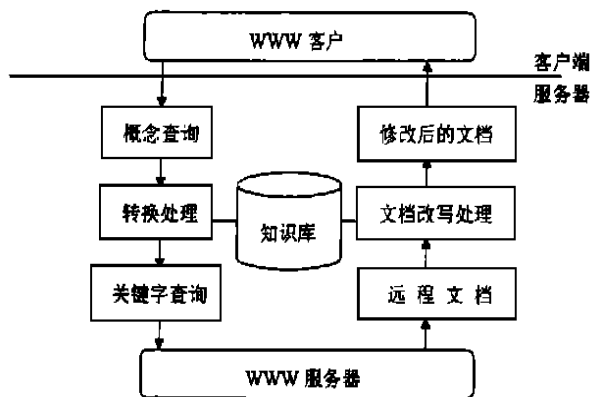 WWW 客户
客户端
服务器
概念查询
修改后的文档
转换处理
知识库
文档改写处理
关键字查询
远 程 文 档
WWW 服务器